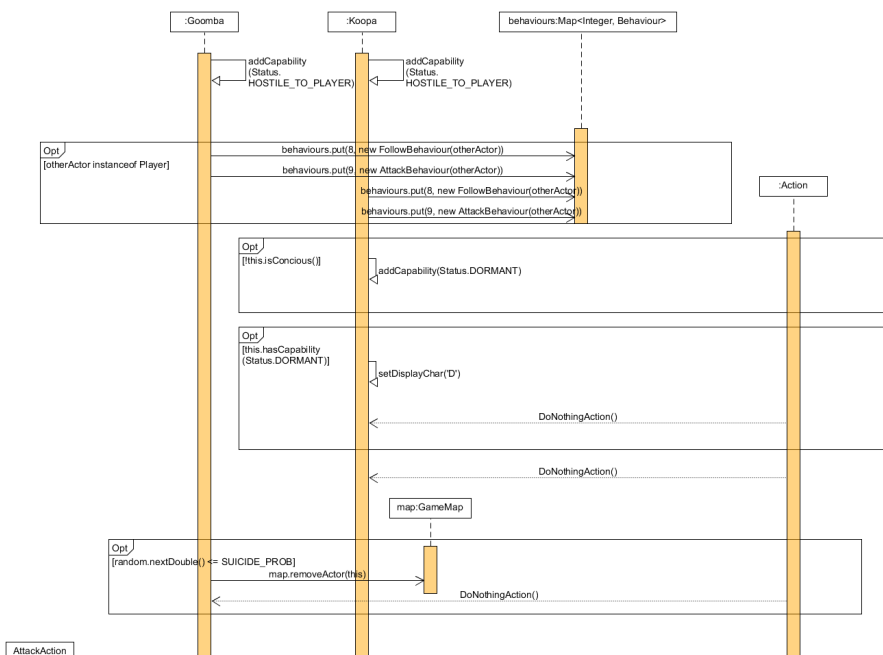 :Goomba
:Koopa
behaviours:Map<Integer, Behaviour>
addCapability
(Status.
HOSTILE_TO_PLAYER)
addCapability
(Status.
HOSTILE_TO_PLAYER)
Opt
[otherActor instanceof Player]
behaviours.put(8, new FollowBehaviour(otherActor))
behaviours.put(9, new AttackBehaviour(otherActor))
behaviours.put(8, new FollowBehaviour(otherActor))
behaviours.put(9, new AttackBehaviour(otherActor))
:Action
Opt
[!this.isConcious()]
addCapability(Status.DORMANT)
Opt
[this.hasCapability
(Status.DORMANT)]
setDisplayChar('D')
DoNothingAction()
DoNothingAction()
map:GameMap
Opt
[random.nextDouble() <= SUICIDE_PROB]
map.removeActor(this)
DoNothingAction()
AttackAction